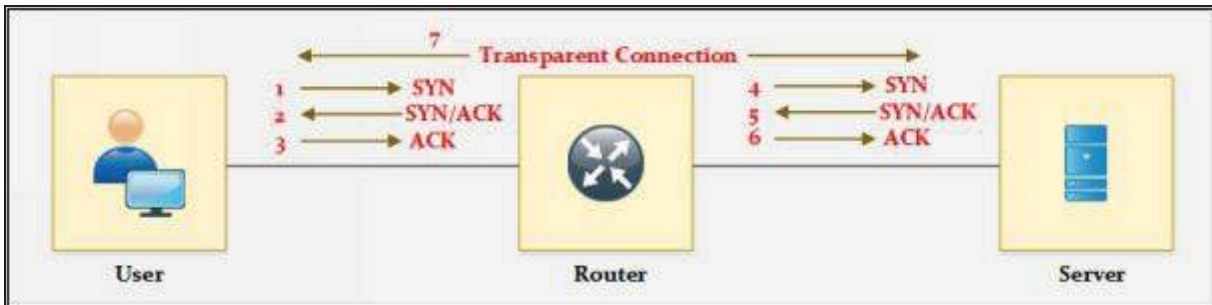 7
Transparent Connection
1 SYN
2 SYN/ACK
3 ACK
4 SYN
5 SYN/ACK
6 ACK
User
Router
Server